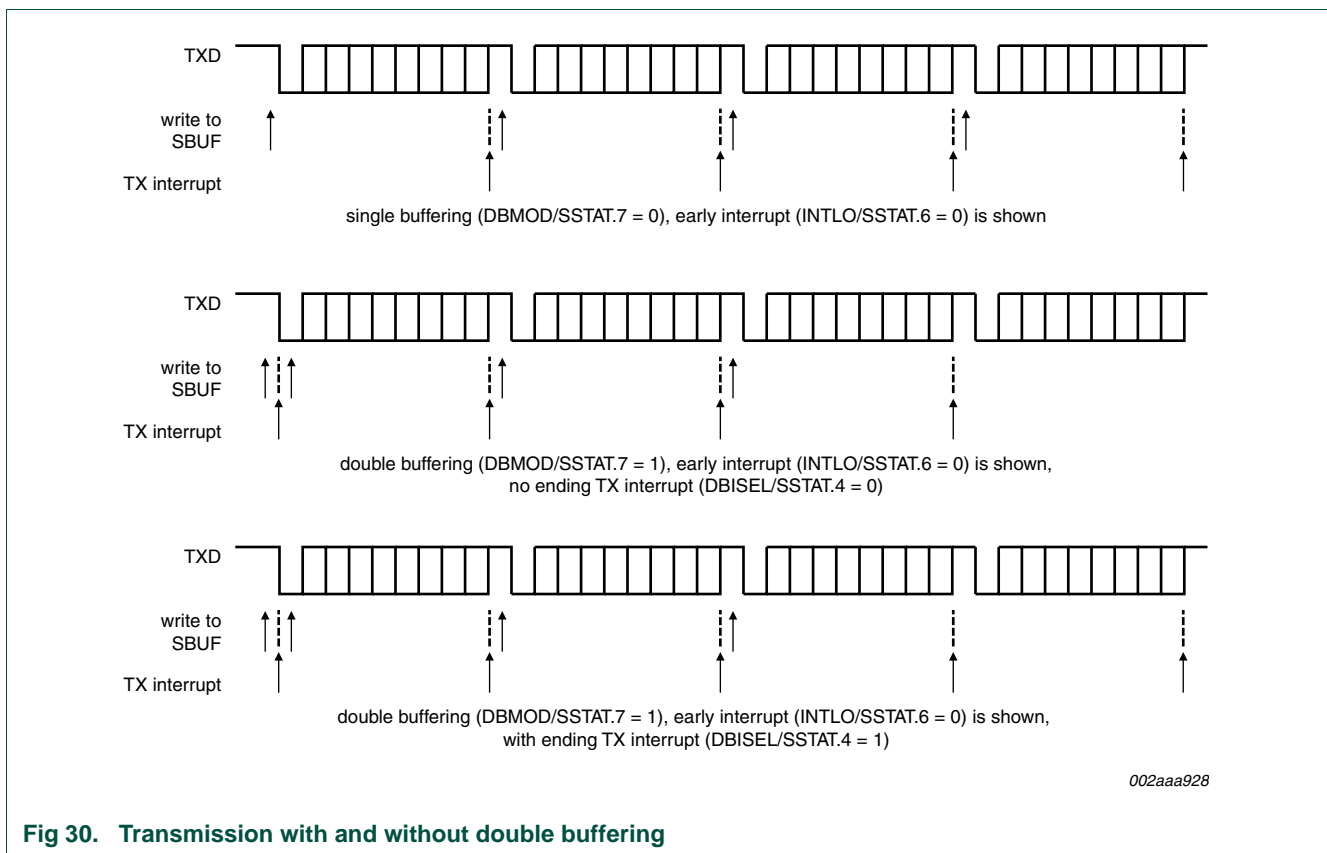 TXD
write to
SBUF
TX interrupt
single buffering (DBMOD/SSTAT.7 = 0), early interrupt (INTLO/SSTAT.6 = 0) is shown
TXD
write to
SBUF
TX interrupt
double buffering (DBMOD/SSTAT.7 = 1), early interrupt (INTLO/SSTAT.6 = 0) is shown,
no ending TX interrupt (DBISEL/SSTAT.4 = 0)
TXD
write to
SBUF
TX interrupt
double buffering (DBMOD/SSTAT.7 = 1), early interrupt (INTLO/SSTAT.6 = 0) is shown,
with ending TX interrupt (DBISEL/SSTAT.4 = 1)
002aaa928
Fig 30. Transmission with and without double buffering